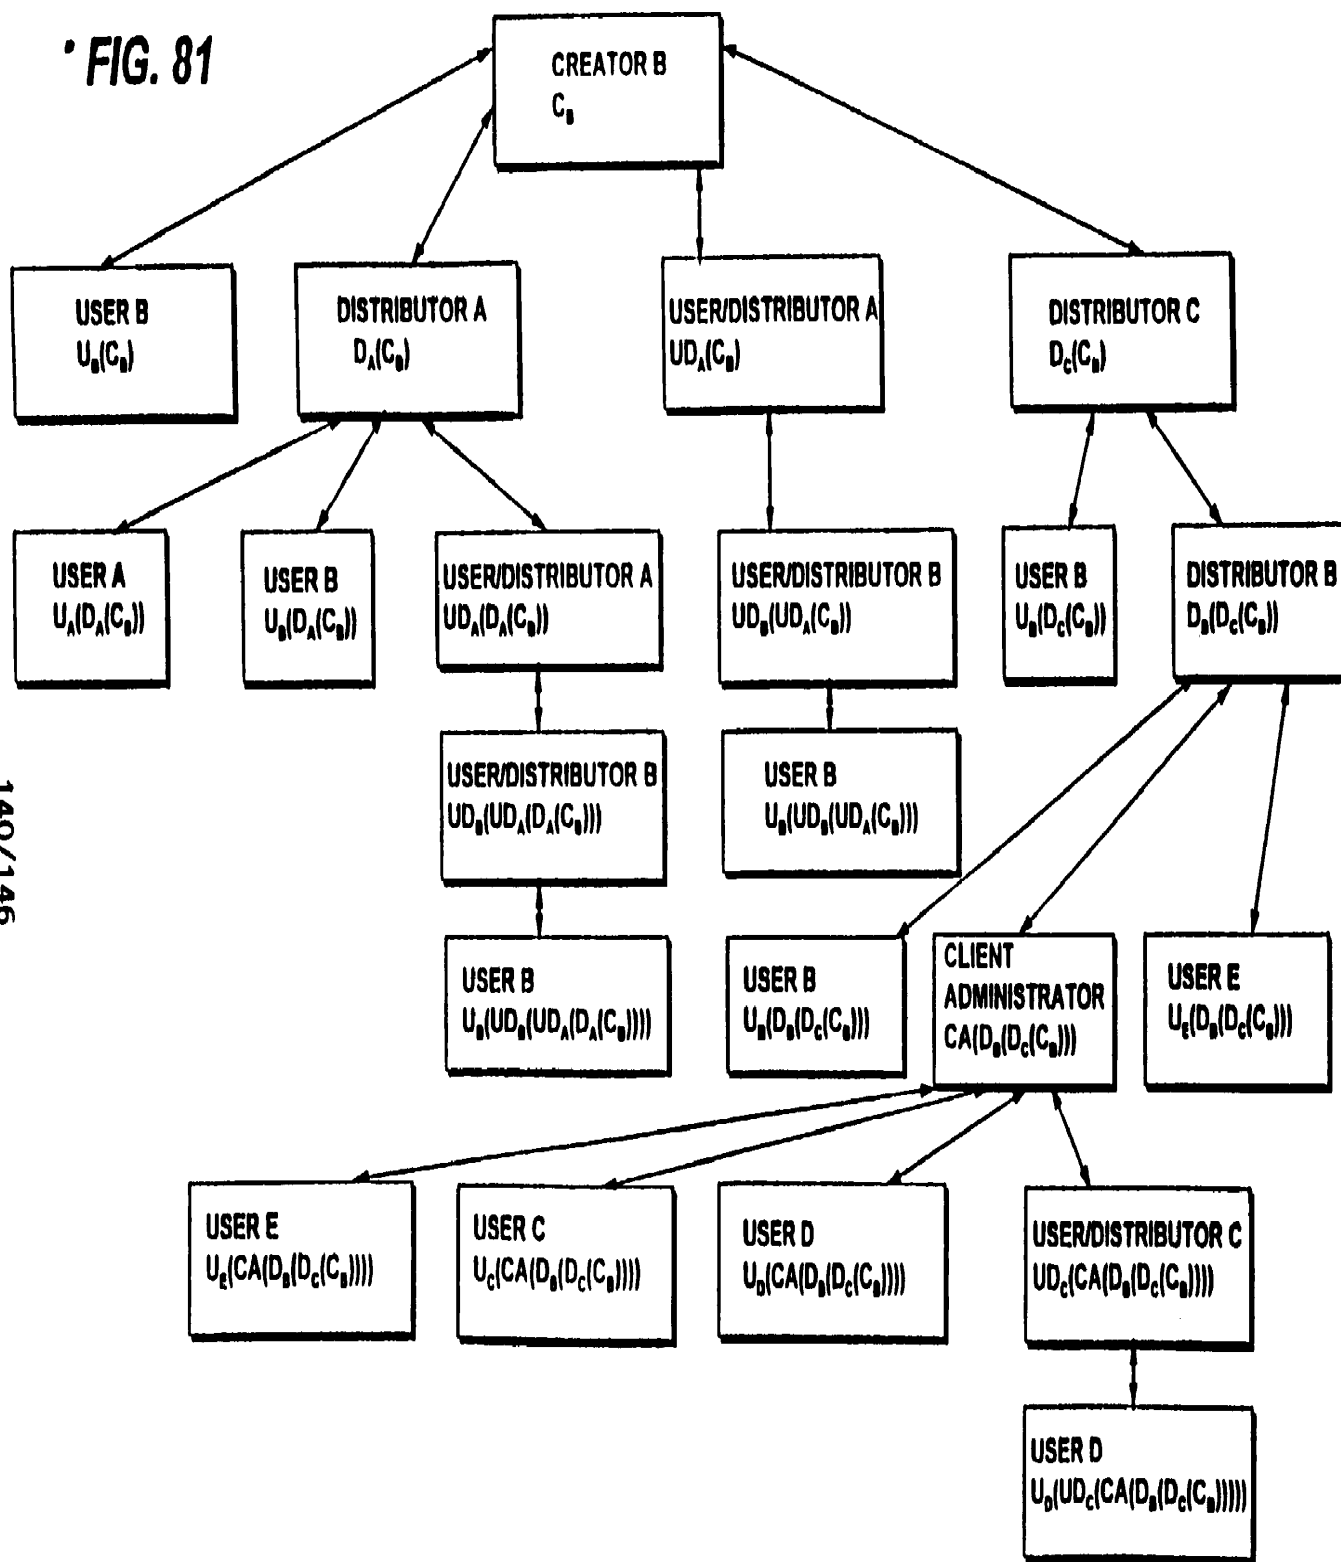 FIG. 81
CREATOR B
C_B
USER B
U_B(C_B)
DISTRIBUTOR A
D_A(C_B)
USER/DISTRIBUTOR A
UD_A(C_B)
DISTRIBUTOR C
D_C(C_B)
USER A
U_A(D_A(C_B))
USER B
U_B(D_A(C_B))
USER/DISTRIBUTOR A
UD_A(D_A(C_B))
USER/DISTRIBUTOR B
UD_B(UD_A(C_B))
USER B
U_B(D_C(C_B))
DISTRIBUTOR B
D_B(D_C(C_B))
USER/DISTRIBUTOR B
UD_B(UD_A(D_A(C_B)))
USER B
U_B(UD_B(UD_A(C_B)))
140/146
USER B
U_B(UD_B(UD_A(D_A(C_B))))
USER B
U_B(D_B(D_C(C_B)))
CLIENT
ADMINISTRATOR
CA(D_B(D_C(C_B)))
USER E
U_E(D_B(D_C(C_B)))
USER E
U_E(CA(D_B(D_C(C_B))))
USER C
U_C(CA(D_B(D_C(C_B))))
USER D
U_D(CA(D_B(D_C(C_B))))
USER/DISTRIBUTOR C
UD_C(CA(D_B(D_C(C_B))))
USER D
U_D(UD_C(CA(D_B(D_C(C_B)))))